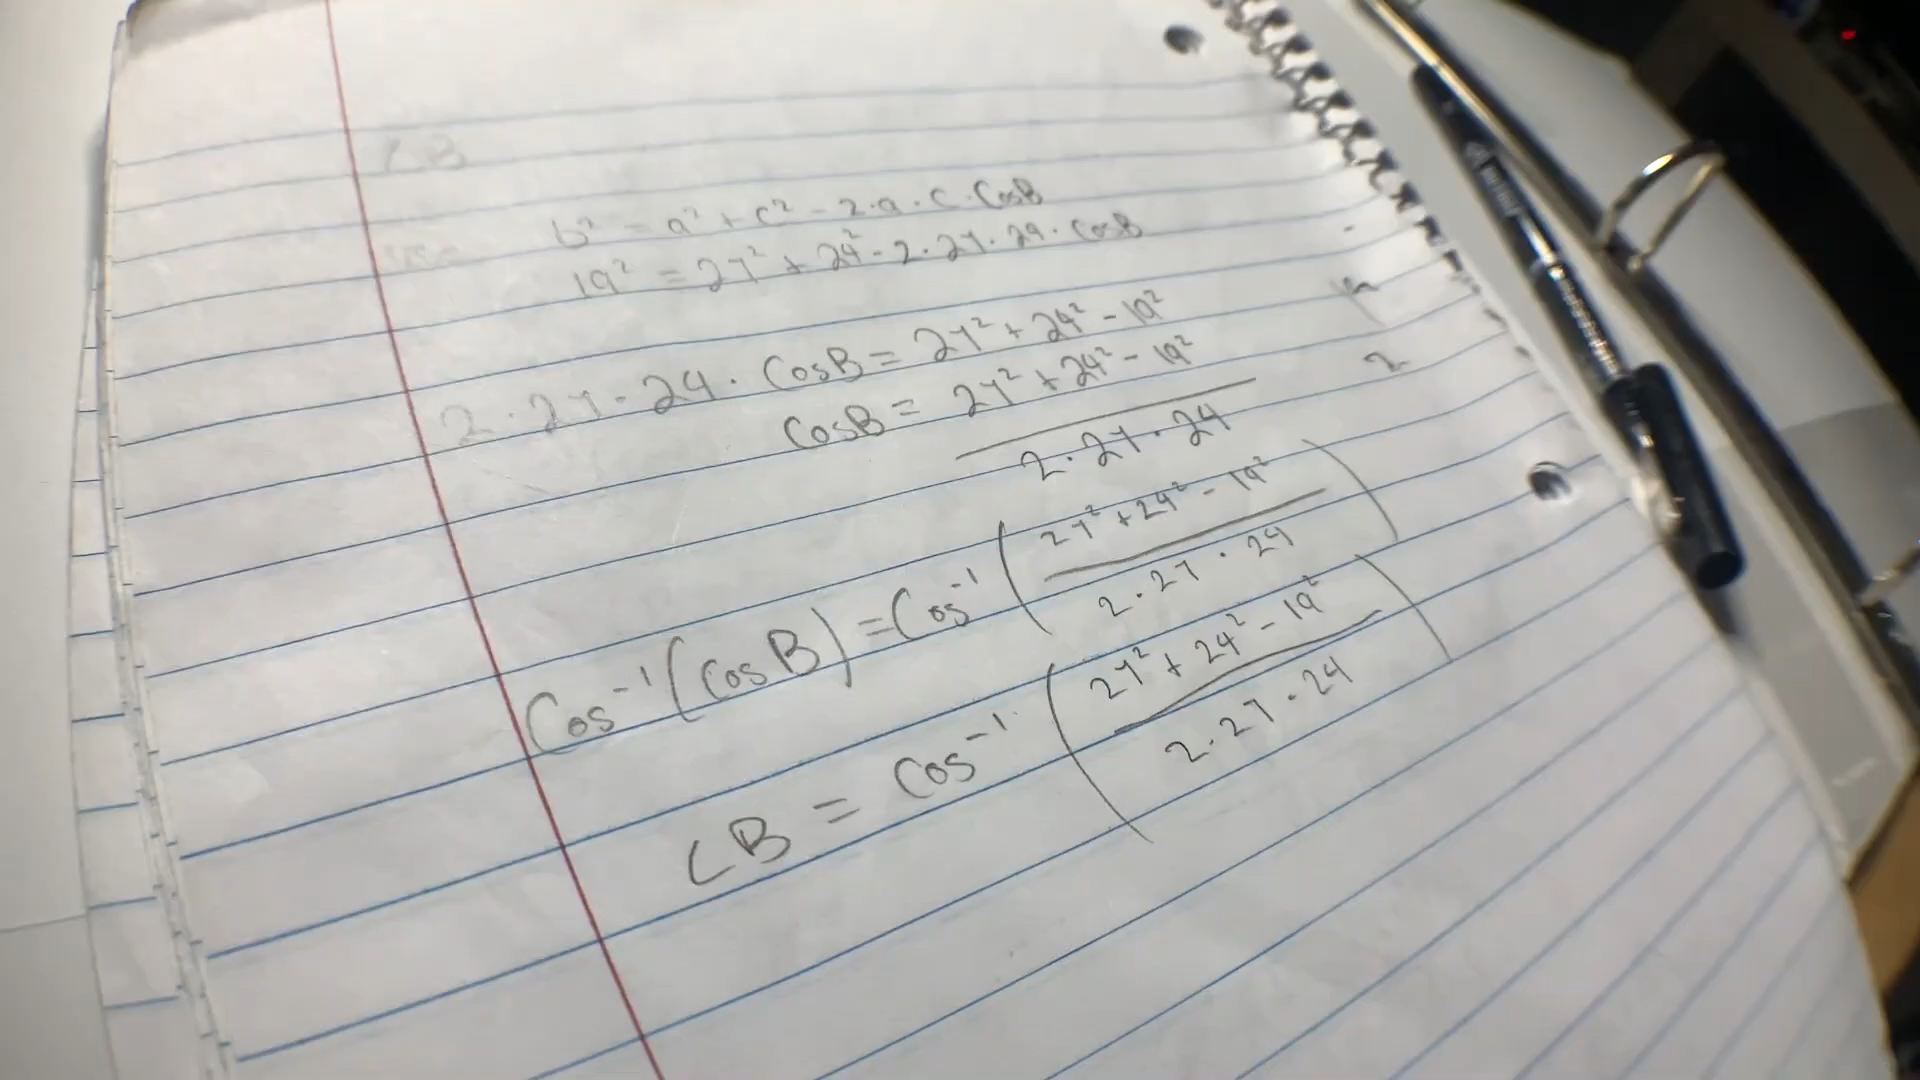 ∠B
b² = a² + c² - 2·a·c·CosB
19² = 27² + 24² - 2·27·24·CosB
2·27·24·CosB = 27² + 24² - 19²
CosB = 27² + 24² - 19²
2·27·24
Cos⁻¹(CosB) = Cos⁻¹(27² + 24² - 19² / 2·27·24)
∠B = Cos⁻¹(27² + 24² - 19² / 2·27·24)